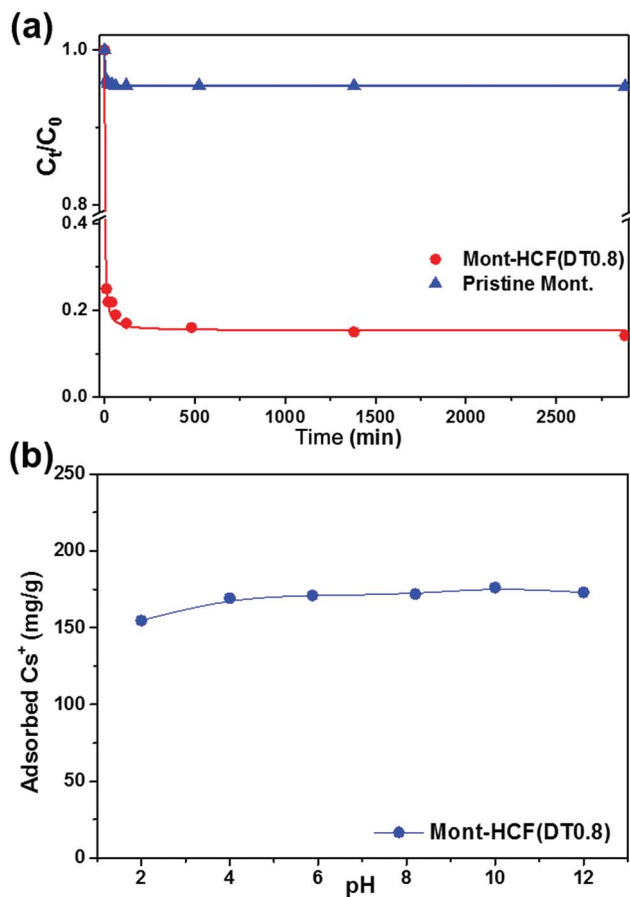 (a)
1.0
Ct/C0
0.8
0.4
Mont-HCF(DT0.8)
Pristine Mont.
0.2
0.0
0 500 1000 1500 2000 2500
Time (min)
(b)
250
200
Adsorbed Cs+ (mg/g)
150
100
50
Mont-HCF(DT0.8)
0
2 4 6 8 10 12
pH